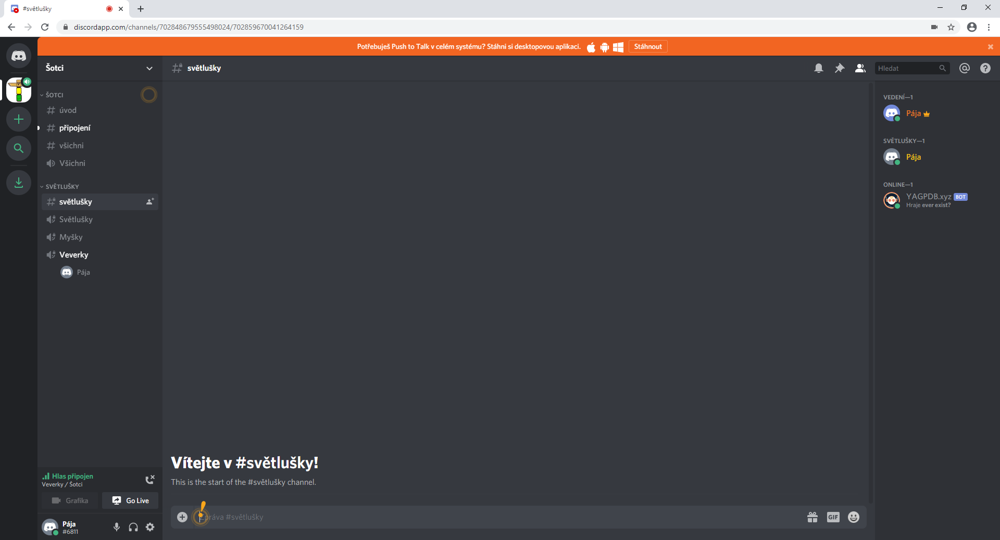 #světlušky
discordapp.com/channels/702848679555498024/702859670041264159
Potřebuješ Push to Talk v celém systému? Stáhni si desktopovou aplikaci.
Stáhnout
Šotci
světlušky
Hledat
ŠOTCI
úvod
připojení
všichni
Všichni
SVĚTLUŠKY
světlušky
Světlušky
Myšky
Veverky
Pája
Hlas připojen
Veverky / Šotci
Grafika
Go Live
Pája
#6811
Vítejte v #světlušky!
This is the start of the #světlušky channel.
Zpráva #světlušky
GIF
VEDENÍ—1
Pája
SVĚTLUŠKY—1
Pája
ONLINE—1
YAGPDB.xyz BOT
Hraje ever exist?